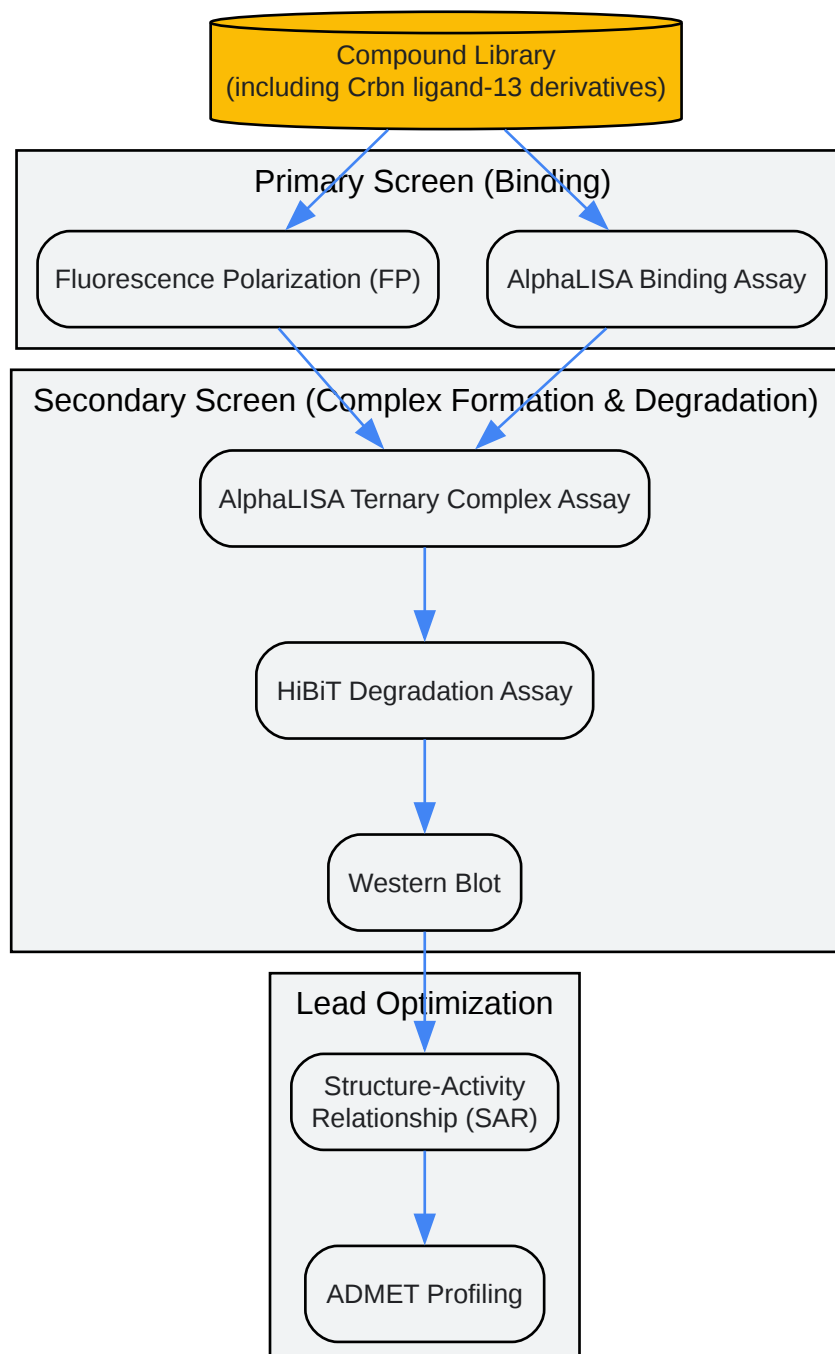 Compound Library
(including Crbn ligand-13 derivatives)
Primary Screen (Binding)
Fluorescence Polarization (FP)
AlphaLISA Binding Assay
Secondary Screen (Complex Formation & Degradation)
AlphaLISA Ternary Complex Assay
HiBiT Degradation Assay
Western Blot
Lead Optimization
Structure-Activity
Relationship (SAR)
ADMET Profiling